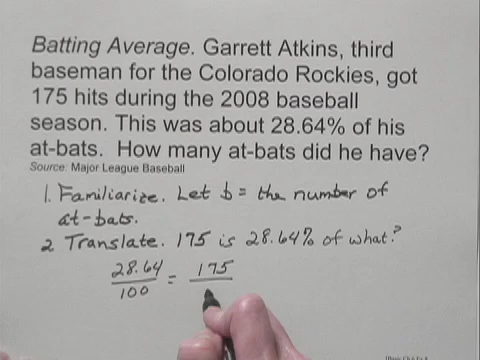 Batting Average. Garrett Atkins, third
baseman for the Colorado Rockies, got
175 hits during the 2008 baseball
season. This was about 28.64% of his
at-bats.  How many at-bats did he have?
Source: Major League Baseball
1. Familiarize. Let b = the number of
at-bats.
2. Translate. 175 is 28.64% of what?
28.64 = 175
100